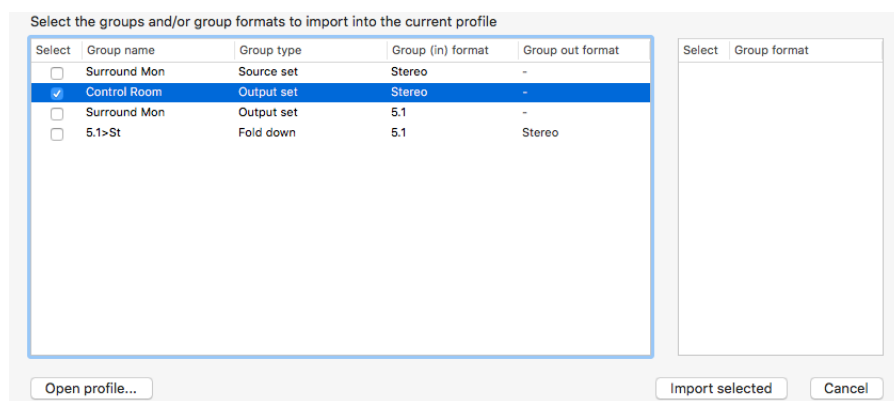 Select the groups and/or group formats to import into the current profile
Select Group name Group type Group (in) format Group out format Select Group format
Surround Mon Source set Stereo -
Control Room Output set Stereo -
Surround Mon Output set 5.1 -
5.1>St Fold down 5.1 Stereo
Open profile... Import selected Cancel